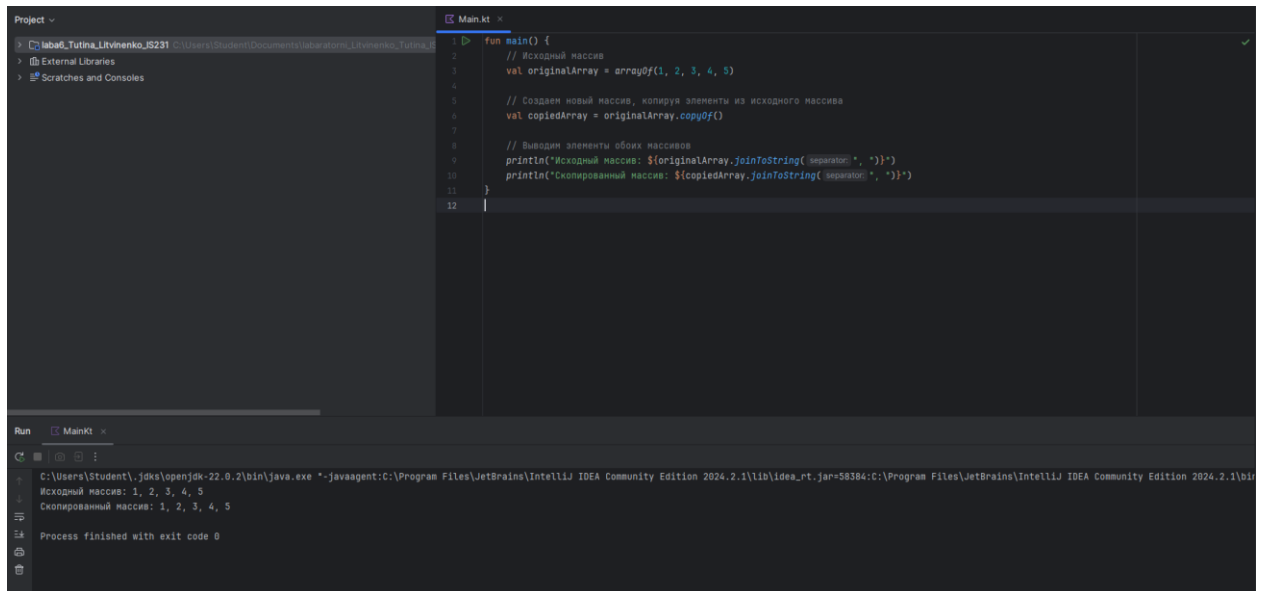 Project
laba6_Tutina_Litvinenko_IS231 C:\Users\Student\Documents\labaratorni_Litvinenko_Tutina_IS
External Libraries
Scratches and Consoles
Main.kt
1 fun main() {
2 // Исходный массив
3 val originalArray = arrayOf(1, 2, 3, 4, 5)
4
5 // Создаем новый массив, копируя элементы из исходного массива
6 val copiedArray = originalArray.copyOf()
7
8 // Выводим элементы обоих массивов
9 println("Исходный массив: ${originalArray.joinToString( separator: ", ")}")
10 println("Скопированный массив: ${copiedArray.joinToString( separator: ", ")}")
11 }
12
Run MainKt
C:\Users\Student\.jdks\openjdk-22.0.2\bin\java.exe "-javaagent:C:\Program Files\JetBrains\IntelliJ IDEA Community Edition 2024.2.1\lib\idea_rt.jar=58384:C:\Program Files\JetBrains\IntelliJ IDEA Community Edition 2024.2.1\bin
Исходный массив: 1, 2, 3, 4, 5
Скопированный массив: 1, 2, 3, 4, 5
Process finished with exit code 0